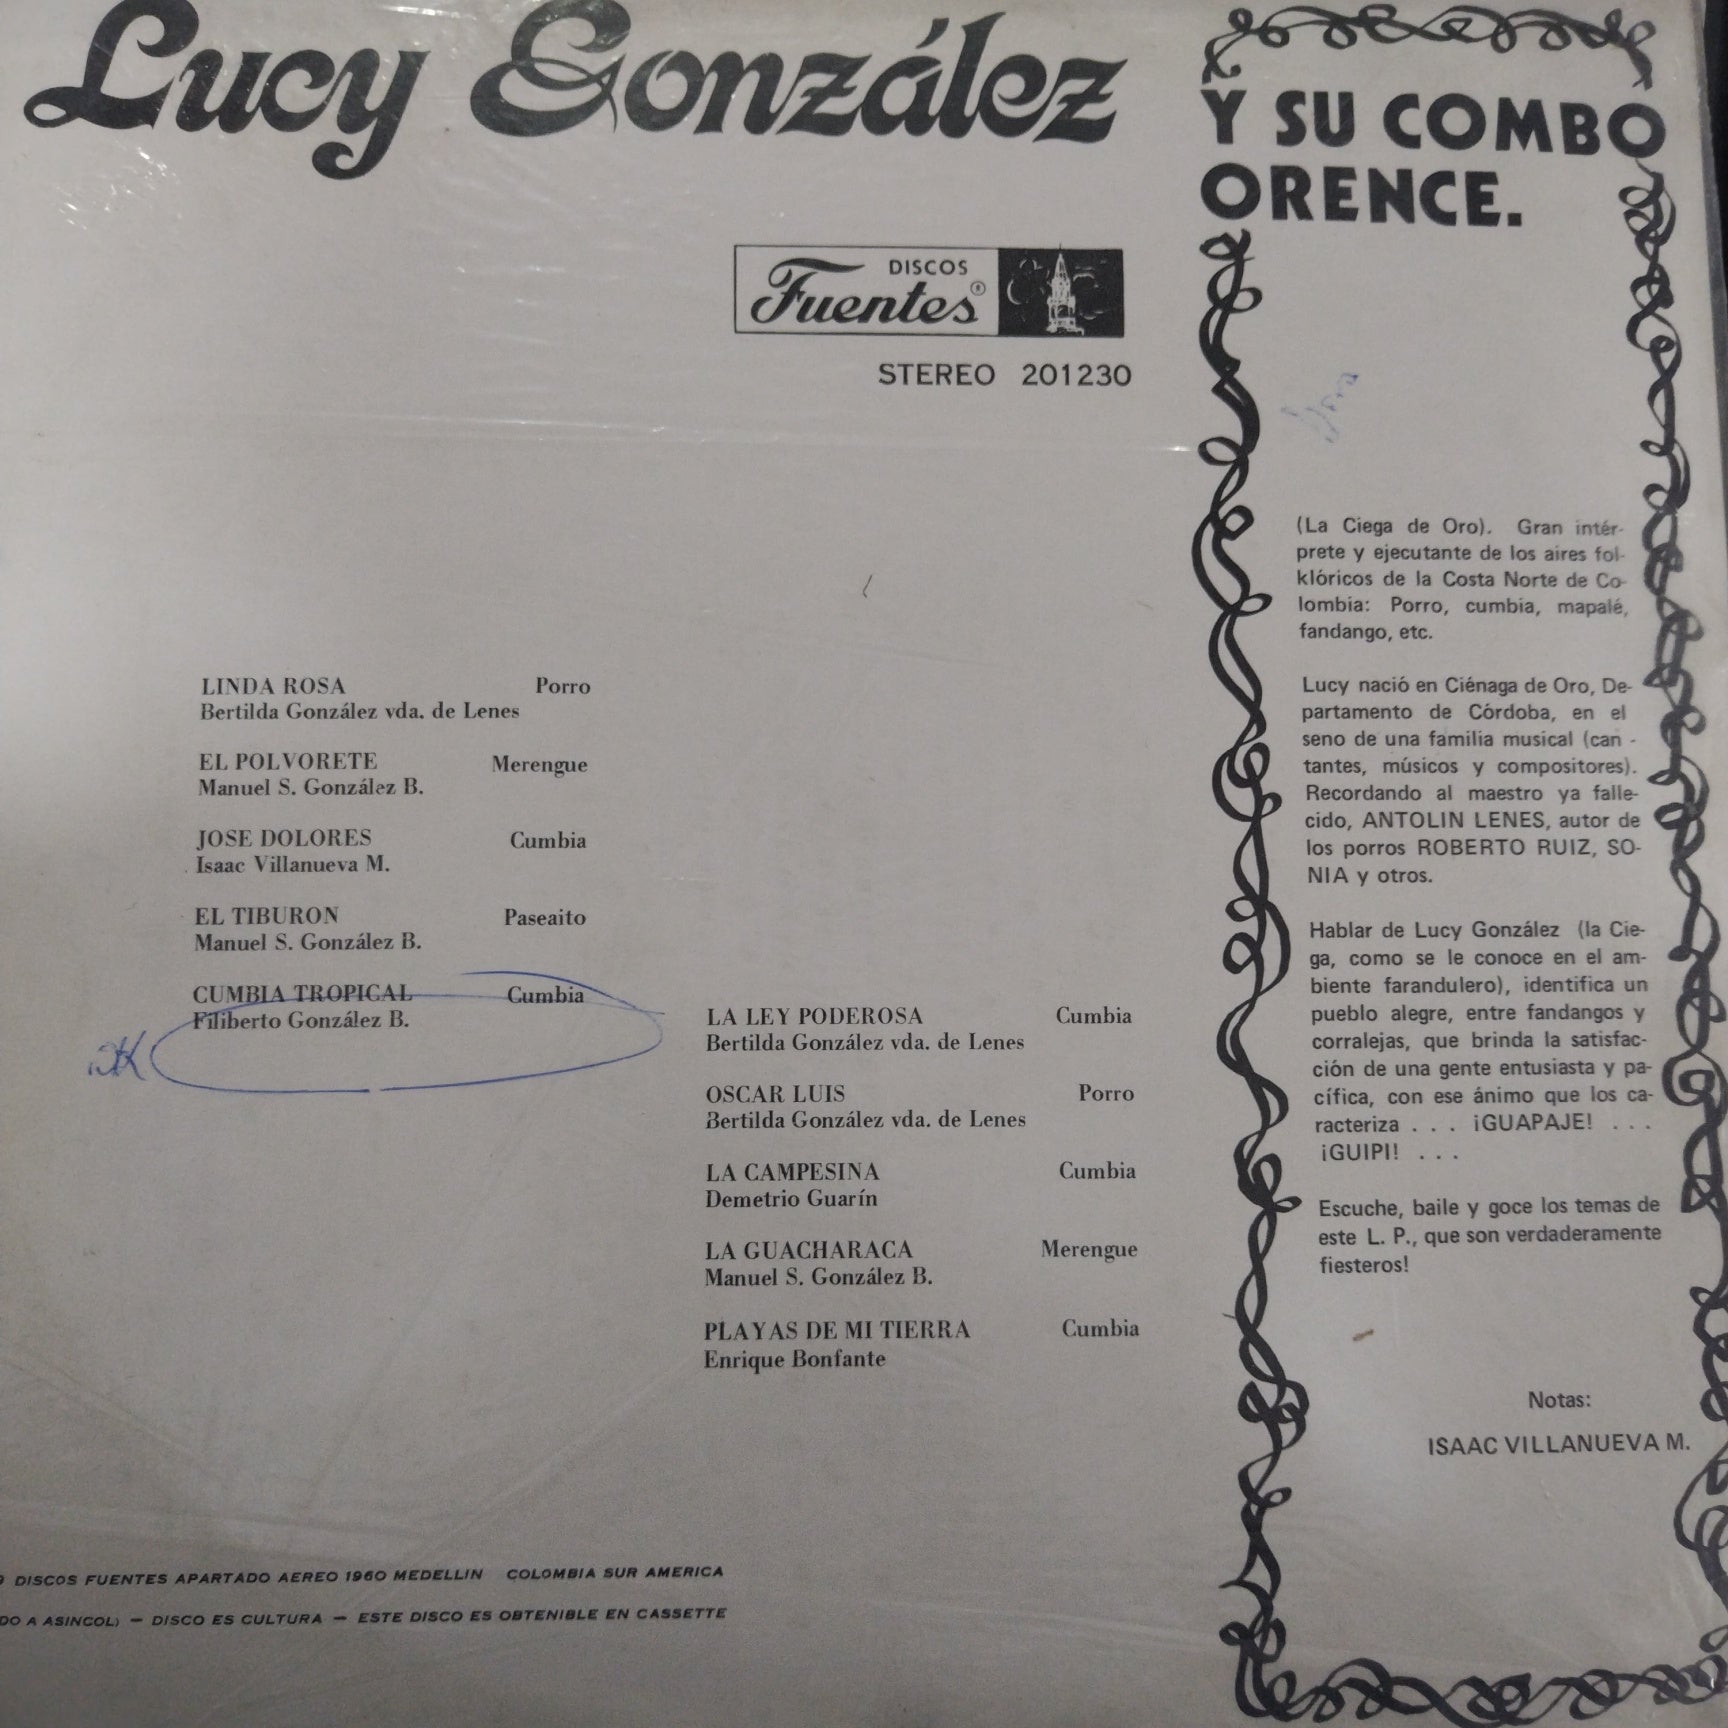 Lucy González
Y SU COMBO
ORENCE.
DISCOS
Fuentes®
STEREO 201230
LINDA ROSA Porro
Bertilda González vda. de Lenes
EL POLVORETE Merengue
Manuel S. González B.
JOSE DOLORES Cumbia
Isaac Villanueva M.
EL TIBURON Paseaito
Manuel S. González B.
CUMBIA TROPICAL Cumbia
Filiberto González B.
LA LEY PODEROSA Cumbia
Bertilda González vda. de Lenes
OSCAR LUIS Porro
Bertilda González vda. de Lenes
LA CAMPESINA Cumbia
Demetrio Guarín
LA GUACHARACA Merengue
Manuel S. González B.
PLAYAS DE MI TIERRA Cumbia
Enrique Bonfante
(La Ciega de Oro). Gran intér-
prete y ejecutante de los aires fol-
klóricos de la Costa Norte de Co-
lombia: Porro, cumbia, mapalé,
fandango, etc.
Lucy nació en Ciénaga de Oro, De-
partamento de Córdoba, en el
seno de una familia musical (can -
tantes, músicos y compositores).
Recordando al maestro ya falle-
cido, ANTOLIN LENES, autor de
los porros ROBERTO RUIZ, SO-
NIA y otros.
Hablar de Lucy González (la Cie-
ga, como se le conoce en el am-
biente farandulero), identifica un
pueblo alegre, entre fandangos y
corralejas, que brinda la satisfac-
ción de una gente entusiasta y pa-
cífica, con ese ánimo que los ca-
racteriza . . . ¡GUAPAJE! . . .
¡GUIPI! . . .
Escuche, baile y goce los temas de
este L. P., que son verdaderamente
fiesteros!
Notas:
ISAAC VILLANUEVA M.
DISCOS FUENTES APARTADO AEREO 1960 MEDELLIN COLOMBIA SUR AMERICA
DO A ASINCOL) — DISCO ES CULTURA — ESTE DISCO ES OBTENIBLE EN CASSETTE